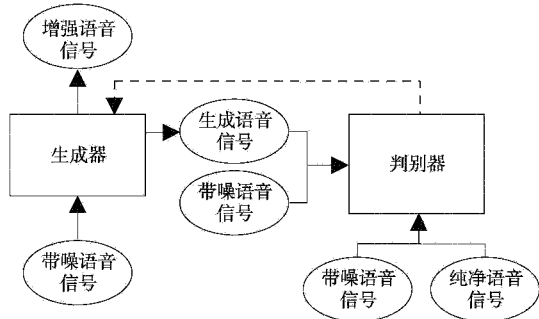 增强语音
信号
生成语音
信号
生成器
判别器
带噪语音
信号
带噪语音
信号
带噪语音
信号
纯净语音
信号